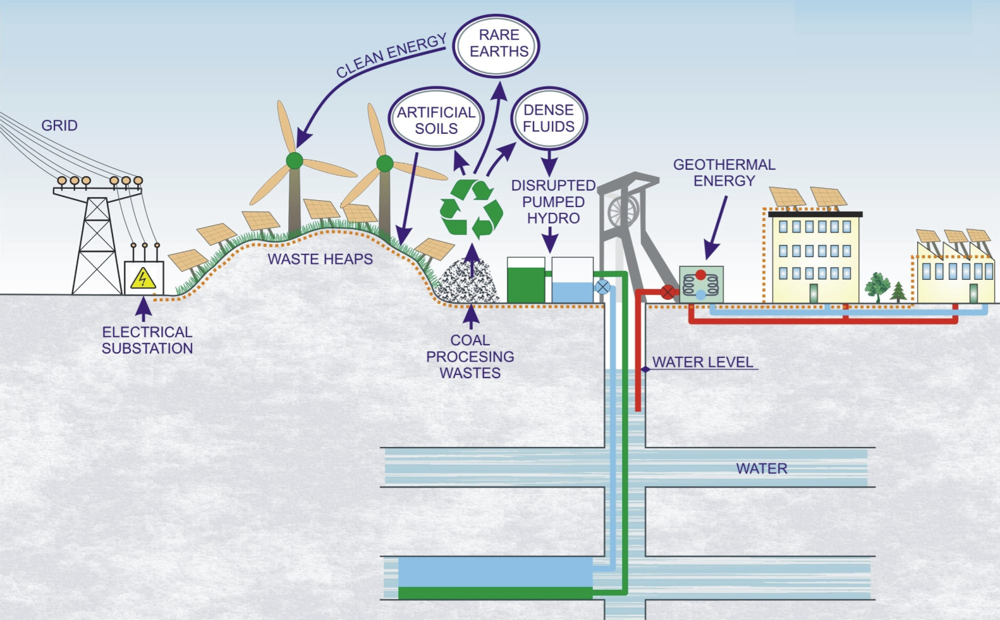 RARE
EARTHS
CLEAN ENERGY
ARTIFICIAL
SOILS
DENSE
FLUIDS
GRID
GEOTHERMAL
ENERGY
DISRUPTED
PUMPED
HYDRO
WASTE HEAPS
ELECTRICAL
SUBSTATION
COAL
PROCESING
WASTES
WATER LEVEL
WATER